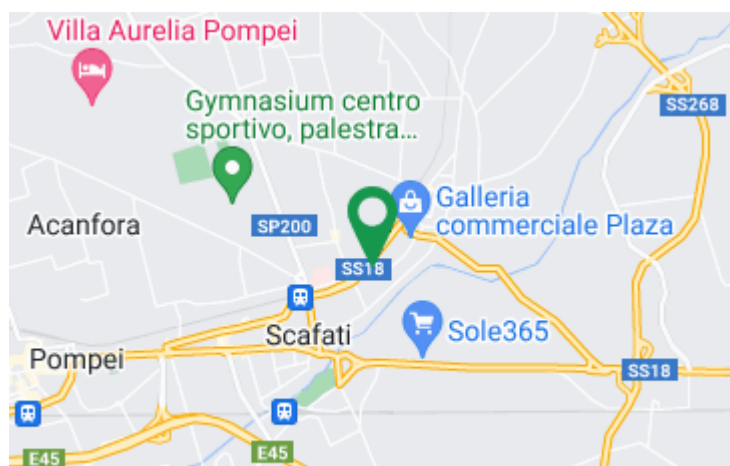 Villa Aurelia Pompei
SS268
Gymnasium centro
sportivo, palestra...
Galleria
commerciale Plaza
Acanfora
SP200
SS18
Scafati
Sole365
Pompei
SS18
E45
E45